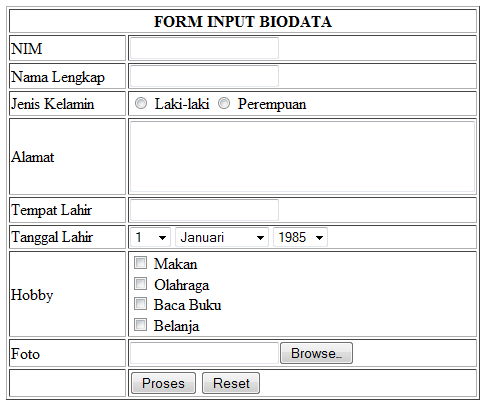 FORM INPUT BIODATA
NIM
Nama Lengkap
Jenis Kelamin Laki-laki Perempuan
Alamat
Tempat Lahir
Tanggal Lahir 1 Januari 1985
Hobby
Makan
Olahraga
Baca Buku
Belanja
Foto Browse...
Proses Reset